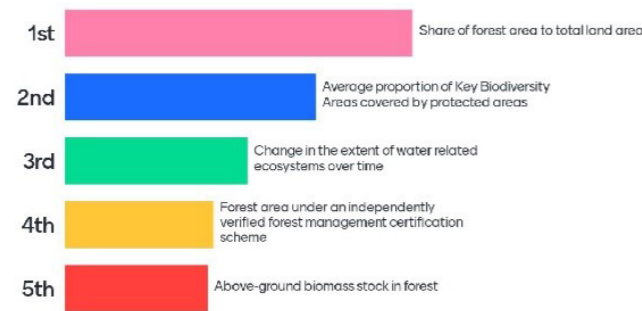 1st
Share of forest area to total land area
2nd
Average proportion of Key Biodiversity
Areas covered by protected areas
3rd
Change in the extent of water related
ecosystems over time
4th
Forest area under an independently
verified forest management certification
scheme
5th
Above-ground biomass stock in forest